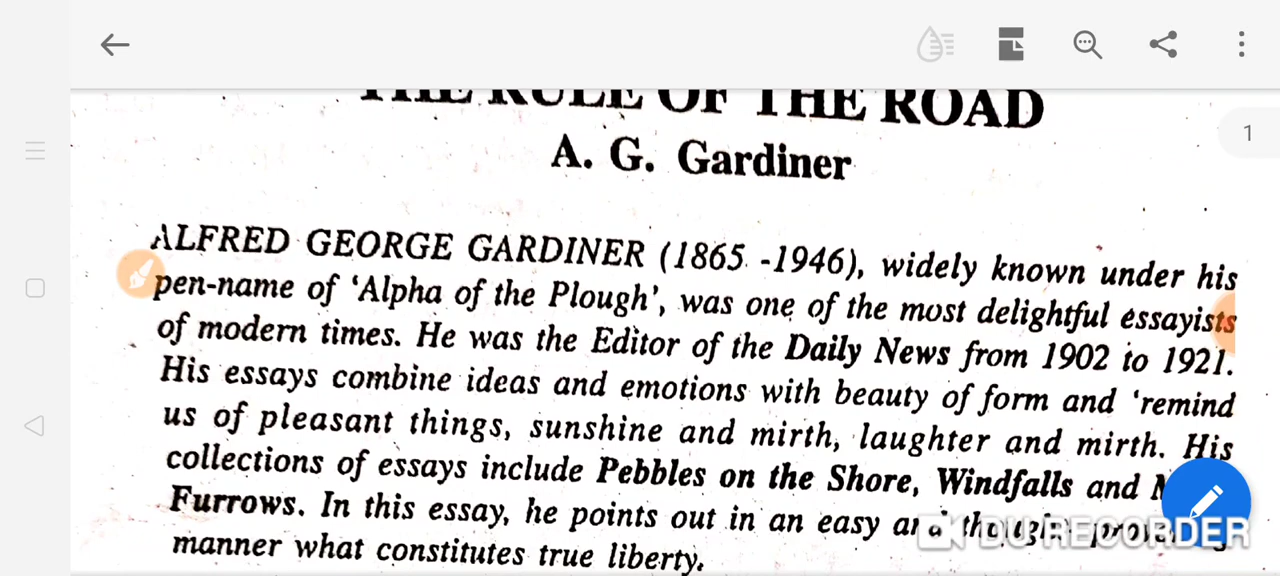 1
THE RULE OF THE ROAD
A. G. Gardiner
ALFRED GEORGE GARDINER (1865 -1946), widely known under his
pen-name of 'Alpha of the Plough', was one of the most delightful essayists
of modern times. He was the Editor of the Daily News from 1902 to 1921.
His essays combine ideas and emotions with beauty of form and 'remind
us of pleasant things, sunshine and mirth, laughter and mirth. His
collections of essays include Pebbles on the Shore, Windfalls and
Furrows. In this essay, he points out in an easy and
manner what constitutes true liberty.
DU RECORDER